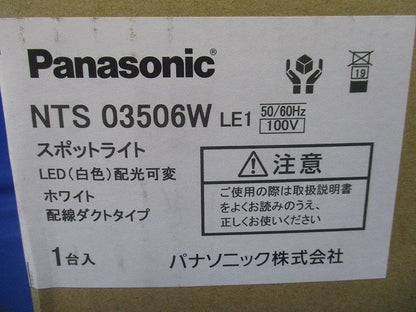 Panasonic®
19
NTS 03506W LE1 50/60Hz 100V
スポットライト
LED(白色)配光可変
ホワイト
配線ダクトタイプ
⚠注意
ご使用の際は取扱説明書
をよくお読みのうえ、
正しくお使いください
1台入
パナソニック株式会社